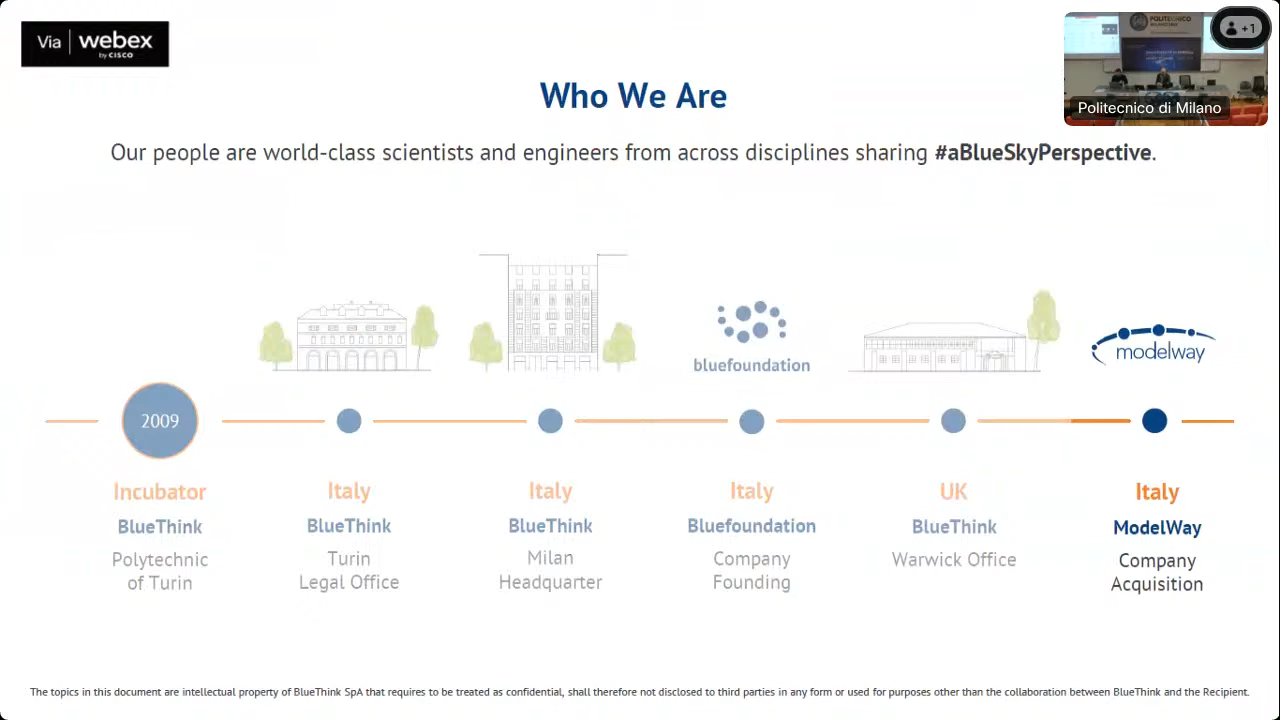 Via webex
by CISCO
+1
POLITECNICO
Politecnico di Milano
Who We Are
Our people are world-class scientists and engineers from across disciplines sharing #aBlueSkyPerspective.
bluefoundation
modelway
2009
Incubator
BlueThink
Polytechnic
of Turin
Italy
BlueThink
Turin
Legal Office
Italy
BlueThink
Milan
Headquarter
Italy
Bluefoundation
Company
Founding
UK
BlueThink
Warwick Office
Italy
ModelWay
Company
Acquisition
The topics in this document are intellectual property of BlueThink SpA that requires to be treated as confidential, shall therefore not disclosed to third parties in any form or used for purposes other than the collaboration between BlueThink and the Recipient.